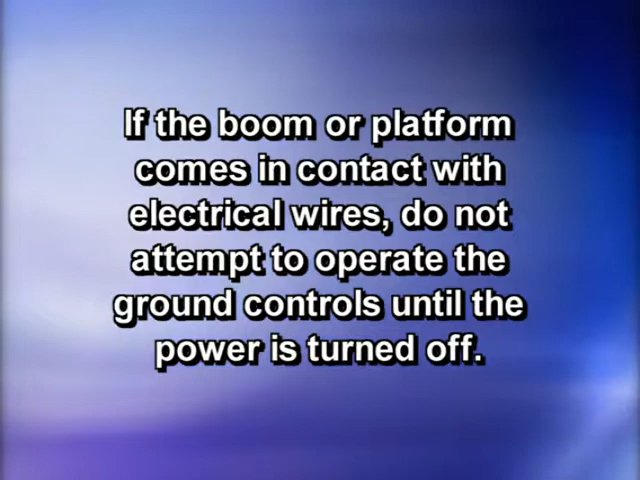 If the boom or platform
comes in contact with
electrical wires, do not
attempt to operate the
ground controls until the
power is turned off.